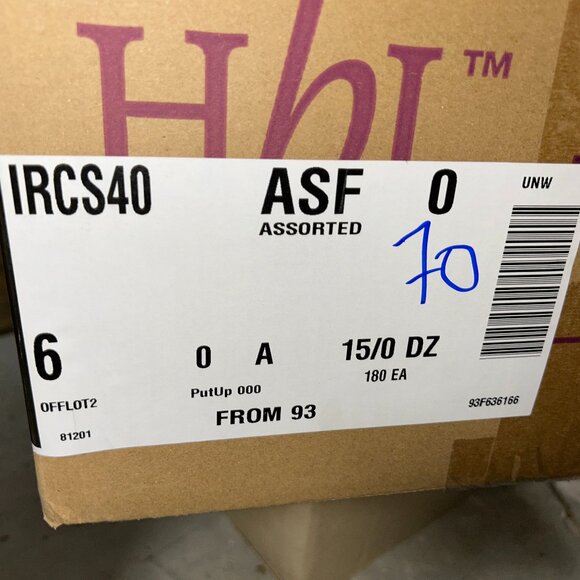 HbI™
IRCS40 ASF 0 UNW
ASSORTED
70
6 0 A 15/0 DZ
PutUp 000 180 EA
OFFLOT2 FROM 93 93F636166
81201